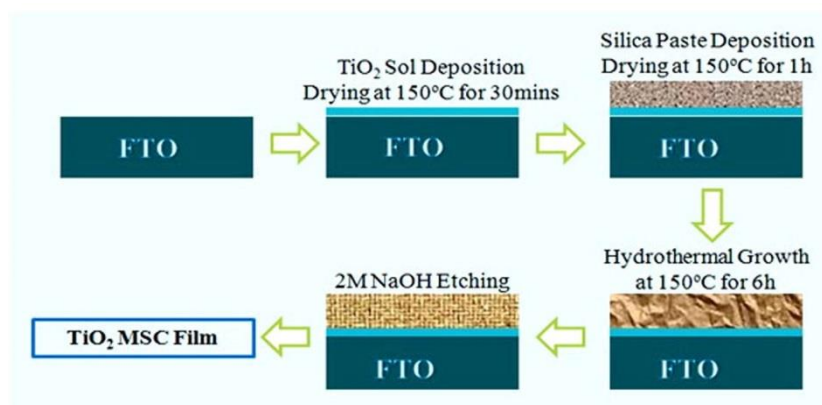 FTO
TiO₂ Sol Deposition
Drying at 150°C for 30mins
FTO
Silica Paste Deposition
Drying at 150°C for 1h
FTO
Hydrothermal Growth
at 150°C for 6h
FTO
2M NaOH Etching
FTO
TiO₂ MSC Film